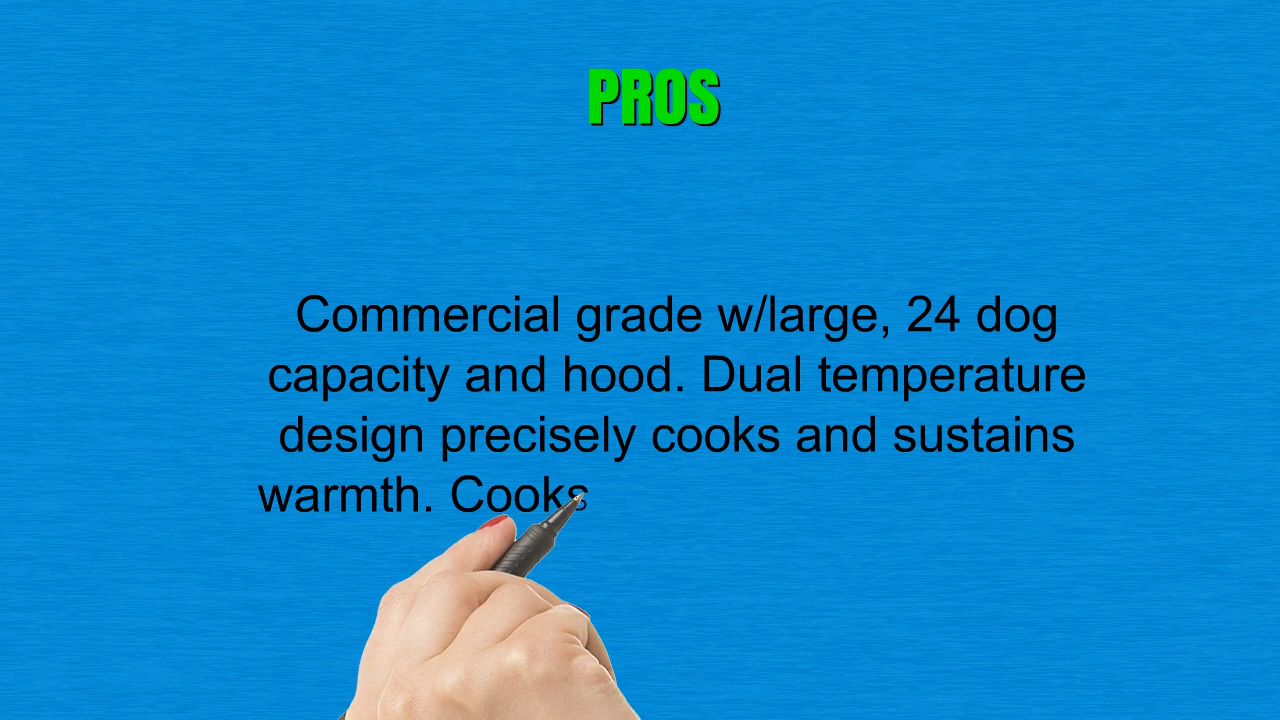 PROS
Commercial grade w/large, 24 dog
capacity and hood. Dual temperature
design precisely cooks and sustains
warmth. Cooks